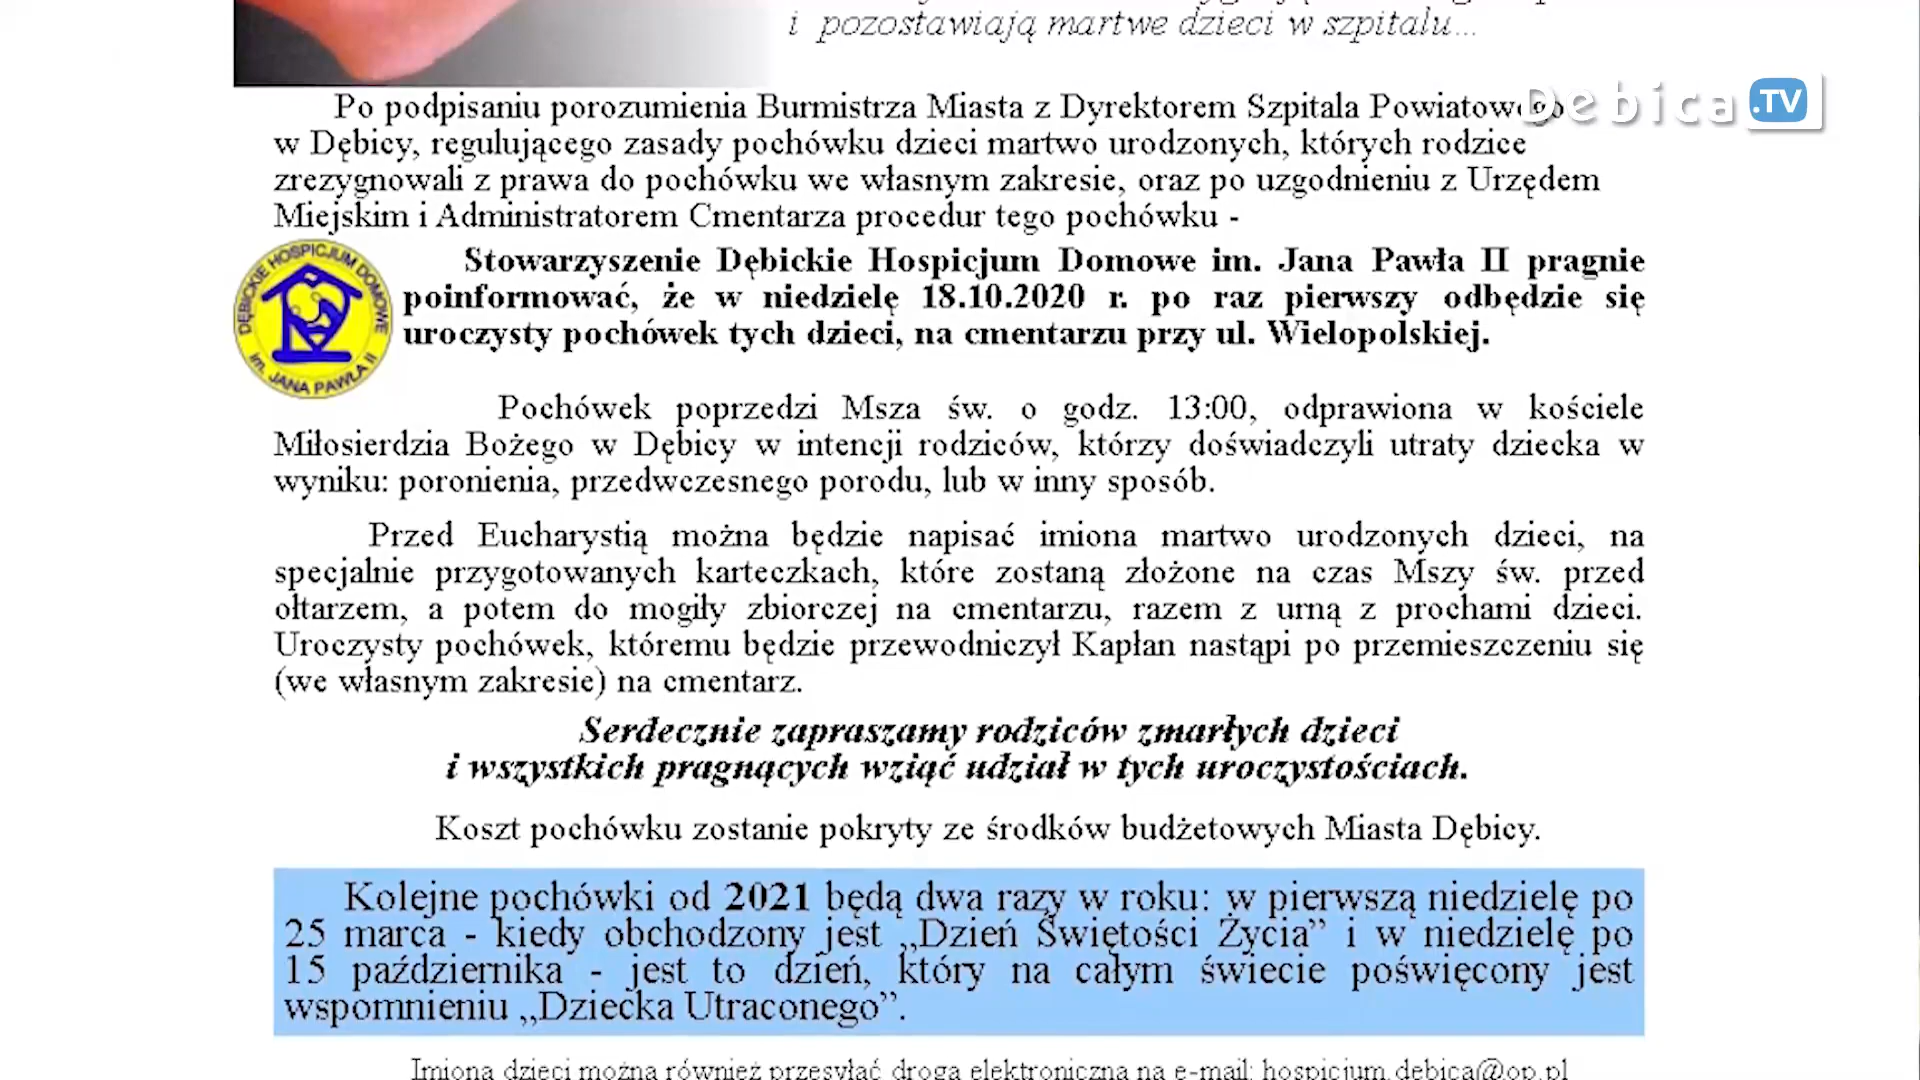 i pozostawiają martwe dzieci w szpitalu...
Debica.TV
Po podpisaniu porozumienia Burmistrza Miasta z Dyrektorem Szpitala Powiatowego
w Dębicy, regulującego zasady pochówku dzieci martwo urodzonych, których rodzice
zrezygnowali z prawa do pochówku we własnym zakresie, oraz po uzgodnieniu z Urzędem
Miejskim i Administratorem Cmentarza procedur tego pochówku -
DĘBICKIE HOSPICJUM DOMOWE
im. JANA PAWŁA II
Stowarzyszenie Dębickie Hospicjum Domowe im. Jana Pawła II pragnie
poinformować, że w niedzielę 18.10.2020 r. po raz pierwszy odbędzie się
uroczysty pochówek tych dzieci, na cmentarzu przy ul. Wielopolskiej.
Pochówek poprzedzi Msza św. o godz. 13:00, odprawiona w kościele
Miłosierdzia Bożego w Dębicy w intencji rodziców, którzy doświadczyli utraty dziecka w
wyniku: poronienia, przedwczesnego porodu, lub w inny sposób.
Przed Eucharystią można będzie napisać imiona martwo urodzonych dzieci, na
specjalnie przygotowanych karteczkach, które zostaną złożone na czas Mszy św. przed
ołtarzem, a potem do mogiły zbiorczej na cmentarzu, razem z urną z prochami dzieci.
Uroczysty pochówek, któremu będzie przewodniczył Kapłan nastąpi po przemieszczeniu się
(we własnym zakresie) na cmentarz.
Serdecznie zapraszamy rodziców zmarłych dzieci
i wszystkich pragnących wziąć udział w tych uroczystościach.
Koszt pochówku zostanie pokryty ze środków budżetowych Miasta Dębicy.
Kolejne pochówki od 2021 będą dwa razy w roku: w pierwszą niedzielę po
25 marca - kiedy obchodzony jest „Dzień Świętości Życia” i w niedzielę po
15 października - jest to dzień, który na całym świecie poświęcony jest
wspomnieniu „Dziecka Utraconego”.
Imiona dzieci można również przesyłać drogą elektroniczną na e-mail: hospicjum.debica@op.pl